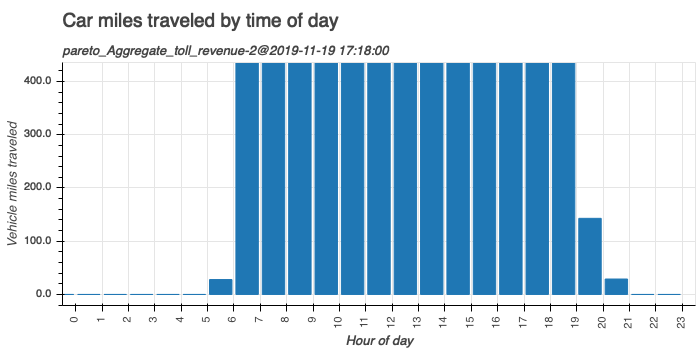 Car miles traveled by time of day
pareto_Aggregate_toll_revenue-2@2019-11-19 17:18:00
Vehicle miles traveled
400.0
300.0
200.0
100.0
0.0
0 1 2 3 4 5 6 7 8 9 10 11 12 13 14 15 16 17 18 19 20 21 22 23
Hour of day